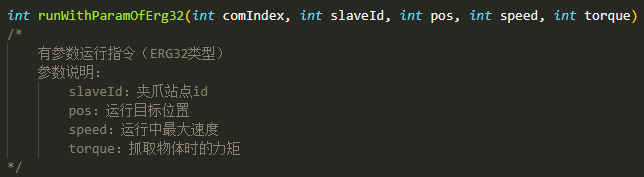 int runWithParamOfErg32(int comIndex, int slaveId, int pos, int speed, int torque)
/*
有参数运行指令（ERG32类型）
参数说明：
slaveId：夹爪站点id
pos：运行目标位置
speed：运行中最大速度
torque：抓取物体时的力矩
*/